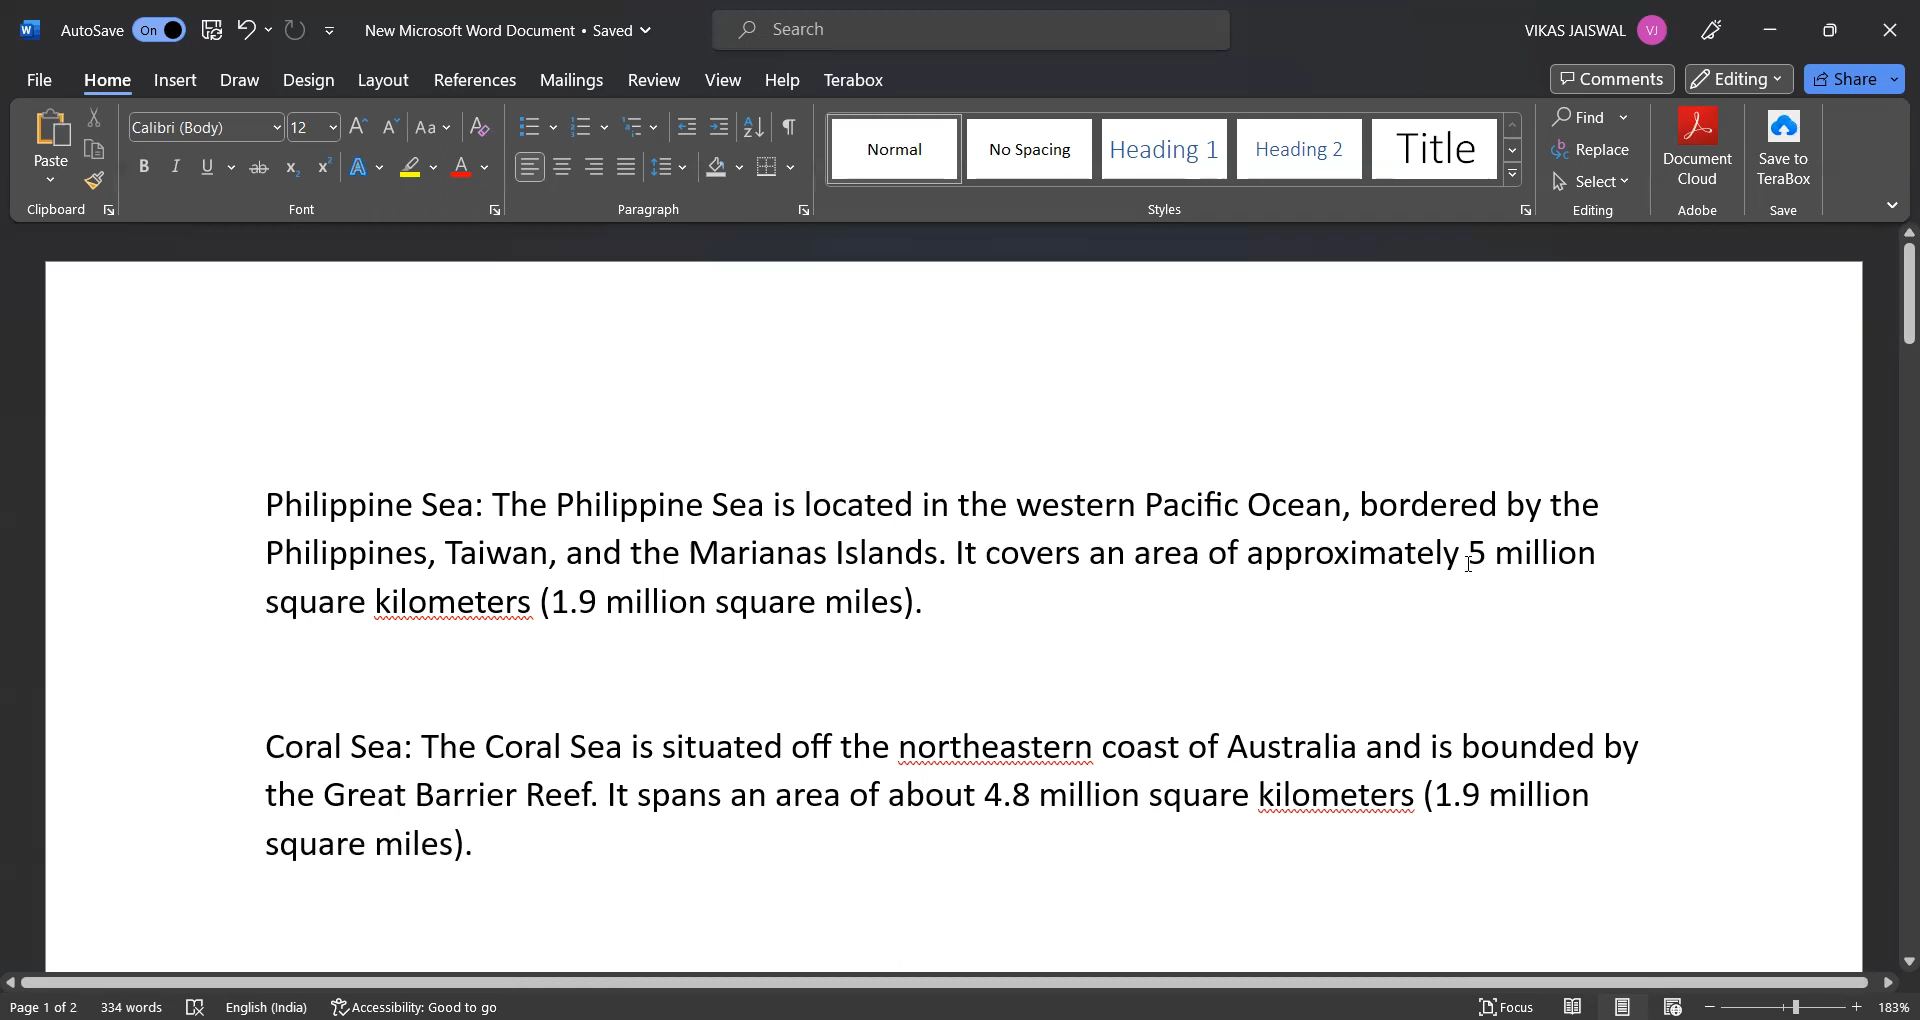 AutoSave On New Microsoft Word Document • Saved Search VIKAS JAISWAL VJ
File Home Insert Draw Design Layout References Mailings Review View Help Terabox Comments Editing Share
Paste
Clipboard
Calibri (Body) 12
Aa
B I U ab x₂ x² A A
Font
Paragraph
Normal No Spacing Heading 1 Heading 2 Title
Styles
Find
Replace
Select
Editing
Document
Cloud
Adobe
Save to
TeraBox
Save
Philippine Sea: The Philippine Sea is located in the western Pacific Ocean, bordered by the
Philippines, Taiwan, and the Marianas Islands. It covers an area of approximately 5 million
square kilometers (1.9 million square miles).
Coral Sea: The Coral Sea is situated off the northeastern coast of Australia and is bounded by
the Great Barrier Reef. It spans an area of about 4.8 million square kilometers (1.9 million
square miles).
Page 1 of 2 334 words English (India) Accessibility: Good to go Focus 183%